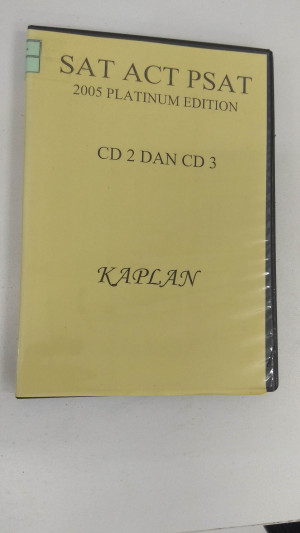 SAT ACT PSAT
2005 PLATINUM EDITION
CD 2 DAN CD 3
KAPLAN